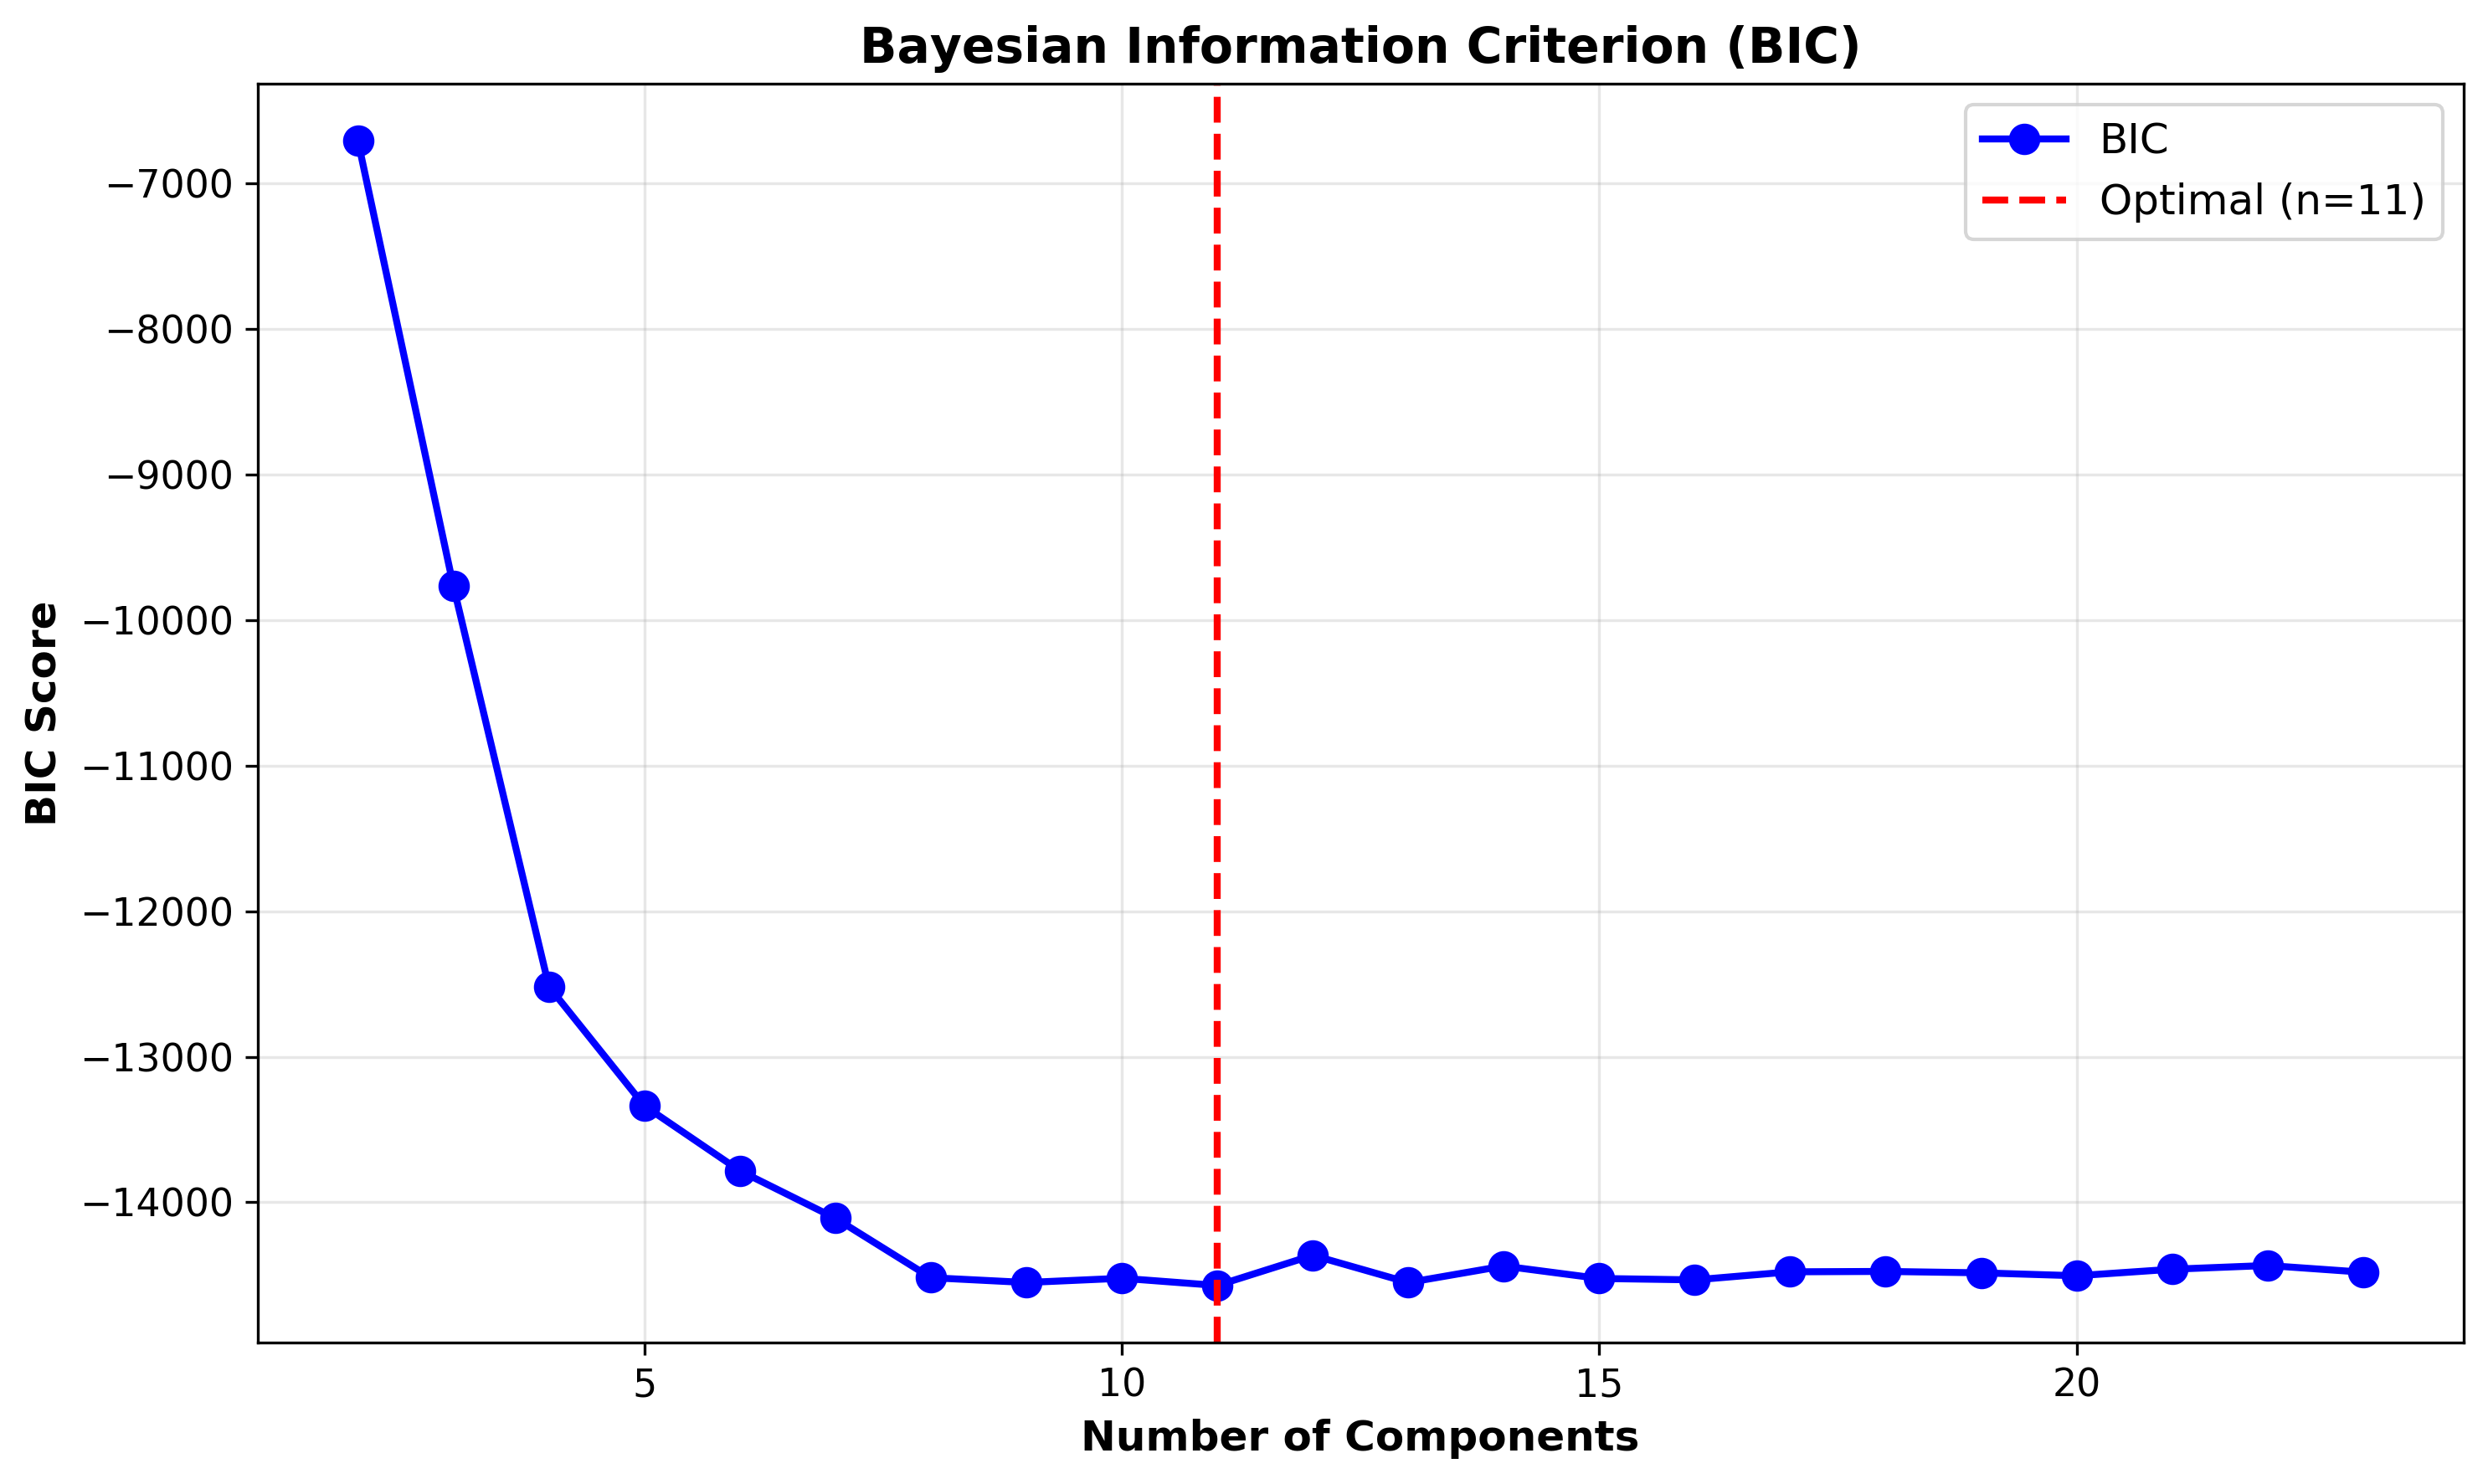 Bayesian Information Criterion (BIC)
BIC
Optimal (n=11)
−7000
−8000
−9000
−10000
−11000
−12000
−13000
−14000
BIC Score
5 10 15 20
Number of Components